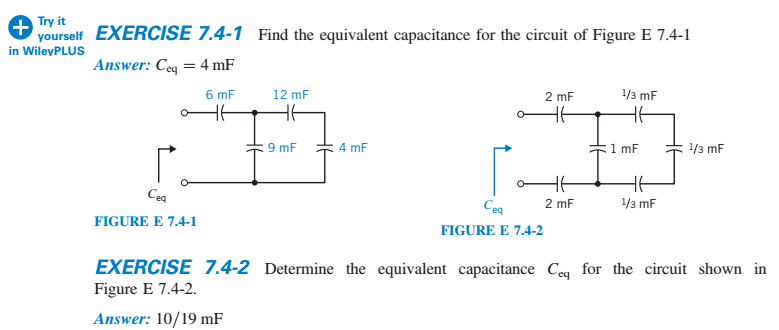 + Try it
yourself
in WileyPLUS
EXERCISE 7.4-1 Find the equivalent capacitance for the circuit of Figure E 7.4-1
Answer: Ceq = 4 mF
6 mF 12 mF
9 mF 4 mF
Ceq
FIGURE E 7.4-1
2 mF 1/3 mF
1 mF 1/3 mF
Ceq 2 mF 1/3 mF
FIGURE E 7.4-2
EXERCISE 7.4-2 Determine the equivalent capacitance Ceq for the circuit shown in
Figure E 7.4-2.
Answer: 10/19 mF